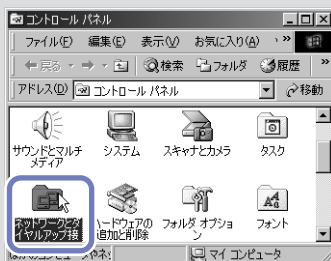 コントロール パネル
ファイル(F) 編集(E) 表示(V) お気に入り(A) »
戻る 検索 フォルダ 履歴 »
アドレス(D) コントロール パネル 移動
サウンドとマルチ システム スキャナとカメラ タスク
メディア
ネットワークとダ ハードウェアの フォルダ オプショ フォント
イヤルアップ接 追加と削除 ン
マイ コンピュータ